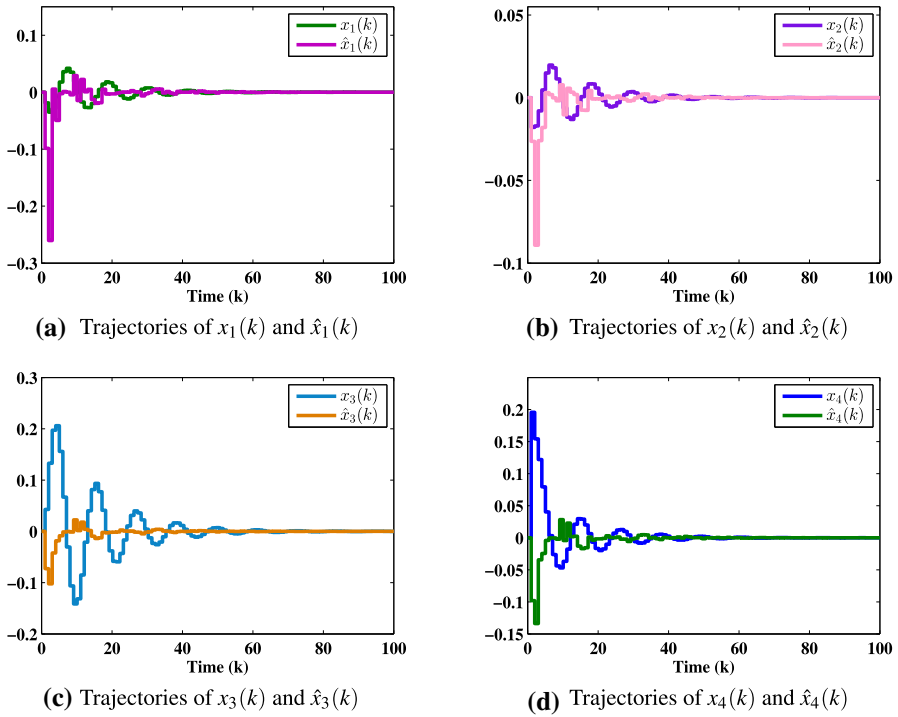 0.1
0
−0.1
−0.2
−0.3
0 20 40 60 80 100
Time (k)
x₁(k)
x̂₁(k)
(a) Trajectories of x₁(k) and x̂₁(k)
0.05
0
−0.05
−0.1
0 20 40 60 80 100
Time (k)
x₂(k)
x̂₂(k)
(b) Trajectories of x₂(k) and x̂₂(k)
0.3
0.2
0.1
0
−0.1
−0.2
0 20 40 60 80 100
Time (k)
x₃(k)
x̂₃(k)
(c) Trajectories of x₃(k) and x̂₃(k)
0.2
0.15
0.1
0.05
0
−0.05
−0.1
−0.15
0 20 40 60 80 100
Time (k)
x₄(k)
x̂₄(k)
(d) Trajectories of x₄(k) and x̂₄(k)